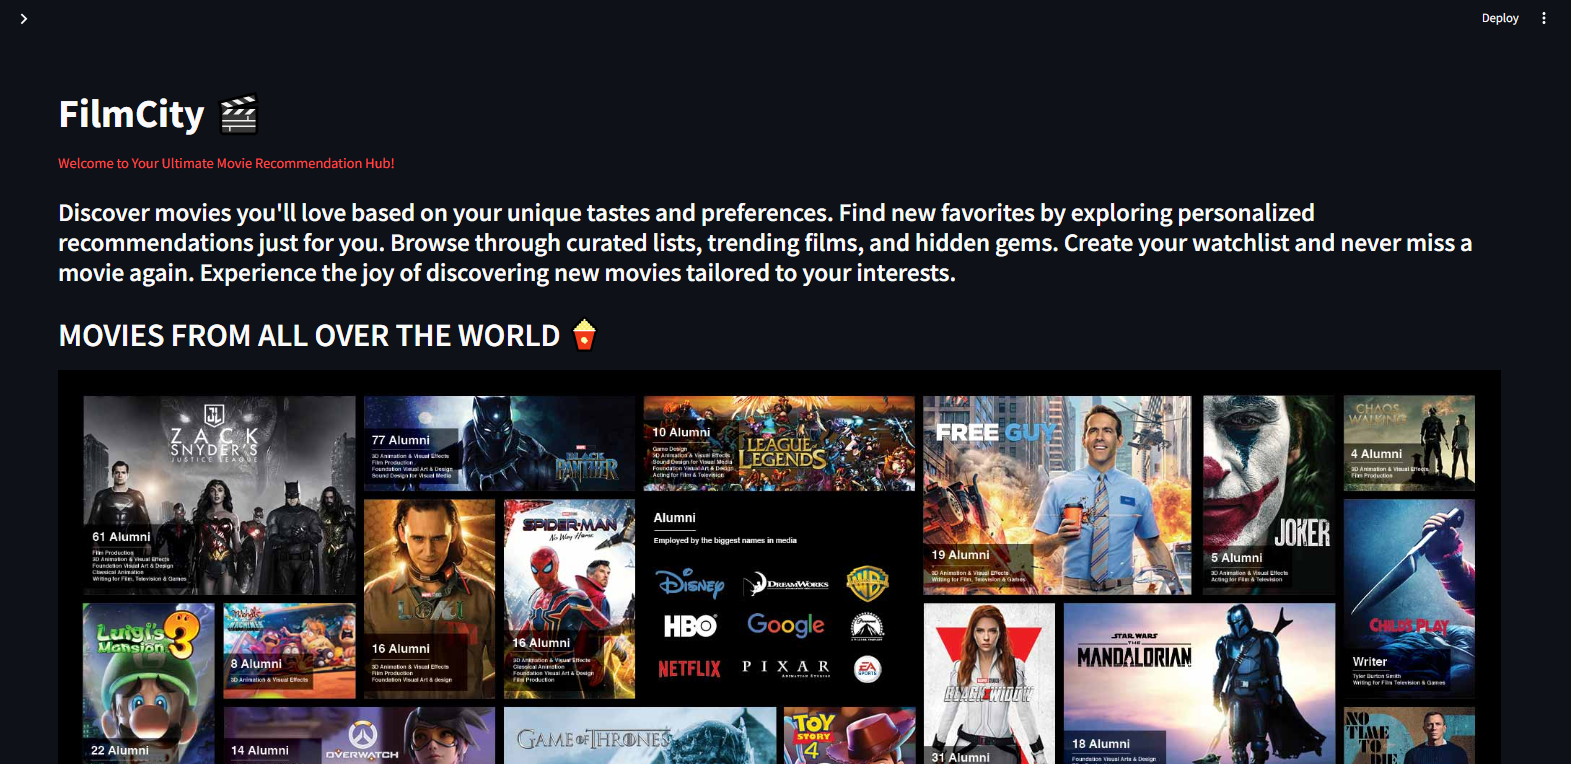 Deploy
FilmCity
Welcome to Your Ultimate Movie Recommendation Hub!
Discover movies you'll love based on your unique tastes and preferences. Find new favorites by exploring personalized
recommendations just for you. Browse through curated lists, trending films, and hidden gems. Create your watchlist and never miss a
movie again. Experience the joy of discovering new movies tailored to your interests.
MOVIES FROM ALL OVER THE WORLD
JL
ZACK
SNYDER'S
JUSTICE LEAGUE
61 Alumni
Film Production
3D Animation & Visual Effects
Foundation Visual Art & Design
Classical Animation
Writing for Film, Television & Games
77 Alumni
3D Animation & Visual Effects
Film Production
Foundation Visual Art & Design
Sound Design for Visual Media
BLACK
PANTHER
10 Alumni
Game Design
3D Animation & Visual Effects
Sound Design for Visual Media
Foundation Visual Art & Design
Acting for Film & Television
LEAGUE
LEGENDS
FREE GUY
19 Alumni
3D Animation & Visual Effects
Writing for Film, Television & Games
JOKER
5 Alumni
3D Animation & Visual Effects
Acting for Film & Television
CHAOS
WALKING
4 Alumni
3D Animation & Visual Effects
Film Production
LOKI
16 Alumni
3D Animation & Visual Effects
Film Production
Foundation Visual Art & design
SPIDER-MAN
No Way Home
16 Alumni
3D Animation & Visual Effects
Classical Animation
Foundation Visual Art & Design
Film Production
Alumni
Employed by the biggest names in media
DISNEY
DREAMWORKS
WB
HBO
Google
Paramount
NETFLIX
PIXAR
ANIMATION STUDIOS
EA
SPORTS
CHILD'S PLAY
Writer
Tyler Burton Smith
Writing for Film Television & Games
Luigi's
Mansion 3
22 Alumni
8 Alumni
3D Animation & Visual Effects
14 Alumni
OVERWATCH
GAME OF THRONES
TOY
STORY
4
BLACK WIDOW
31 Alumni
STAR WARS
THE
MANDALORIAN
18 Alumni
Foundation Visual Arts & Design
NO
TIME
TO
DIE